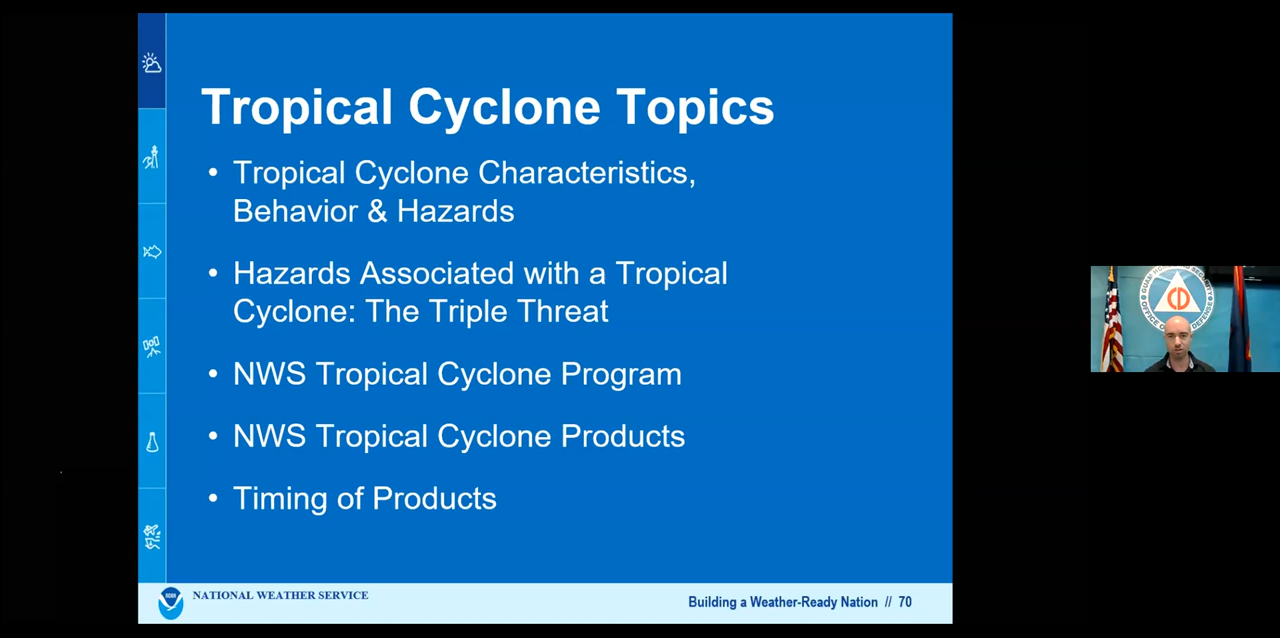 Tropical Cyclone Topics
• Tropical Cyclone Characteristics,
Behavior & Hazards
• Hazards Associated with a Tropical
Cyclone: The Triple Threat
• NWS Tropical Cyclone Program
• NWS Tropical Cyclone Products
• Timing of Products
NATIONAL WEATHER SERVICE
Building a Weather-Ready Nation // 70
CD